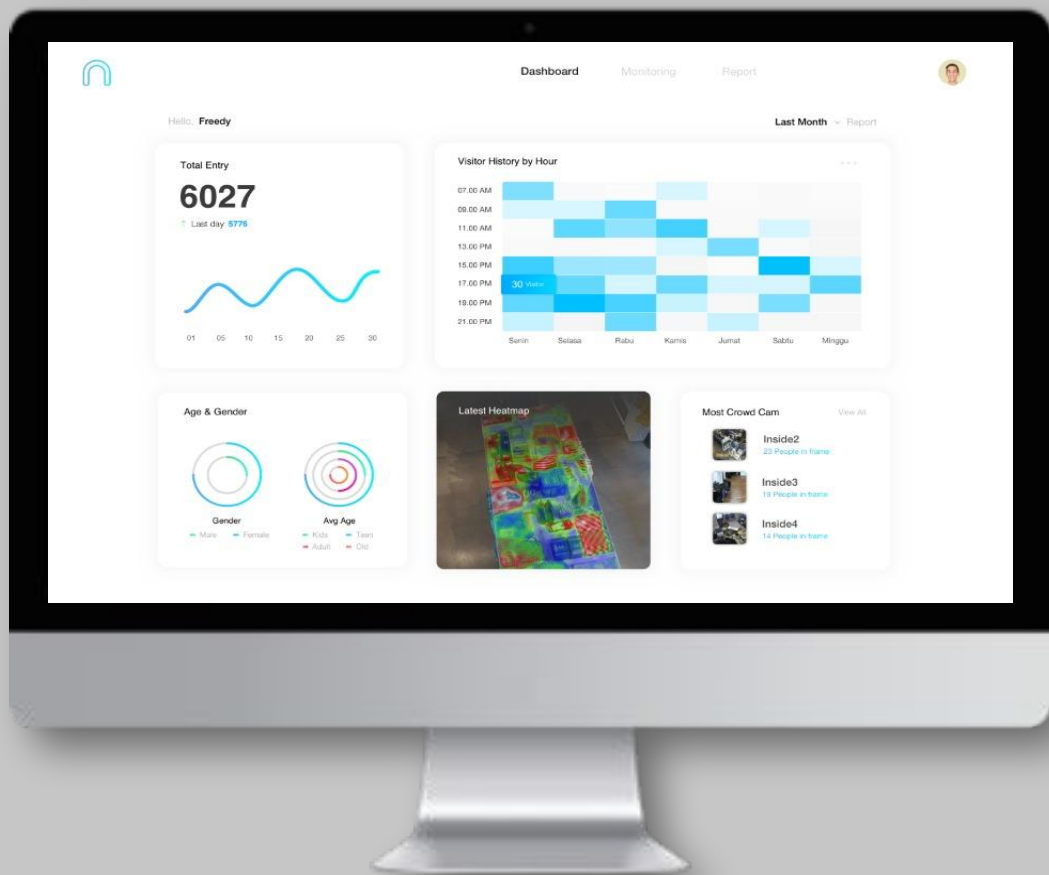 Dashboard Monitoring Report
Hello, Freedy
Last Month Report
Total Entry
6027
↑ Last day 5776
01 05 10 15 20 25 30
Visitor History by Hour
07.00 AM
09.00 AM
11.00 AM
13.00 PM
15.00 PM
17.00 PM
30 Visitor
19.00 PM
21.00 PM
Senin Selasa Rabu Kamis Jumat Sabtu Minggu
Age & Gender
Gender
Male Female
Avg Age
Kids Teen
Adult Old
Latest Heatmap
Most Crowd Cam View All
Inside2
23 People in frame
Inside3
19 People in frame
Inside4
14 People in frame